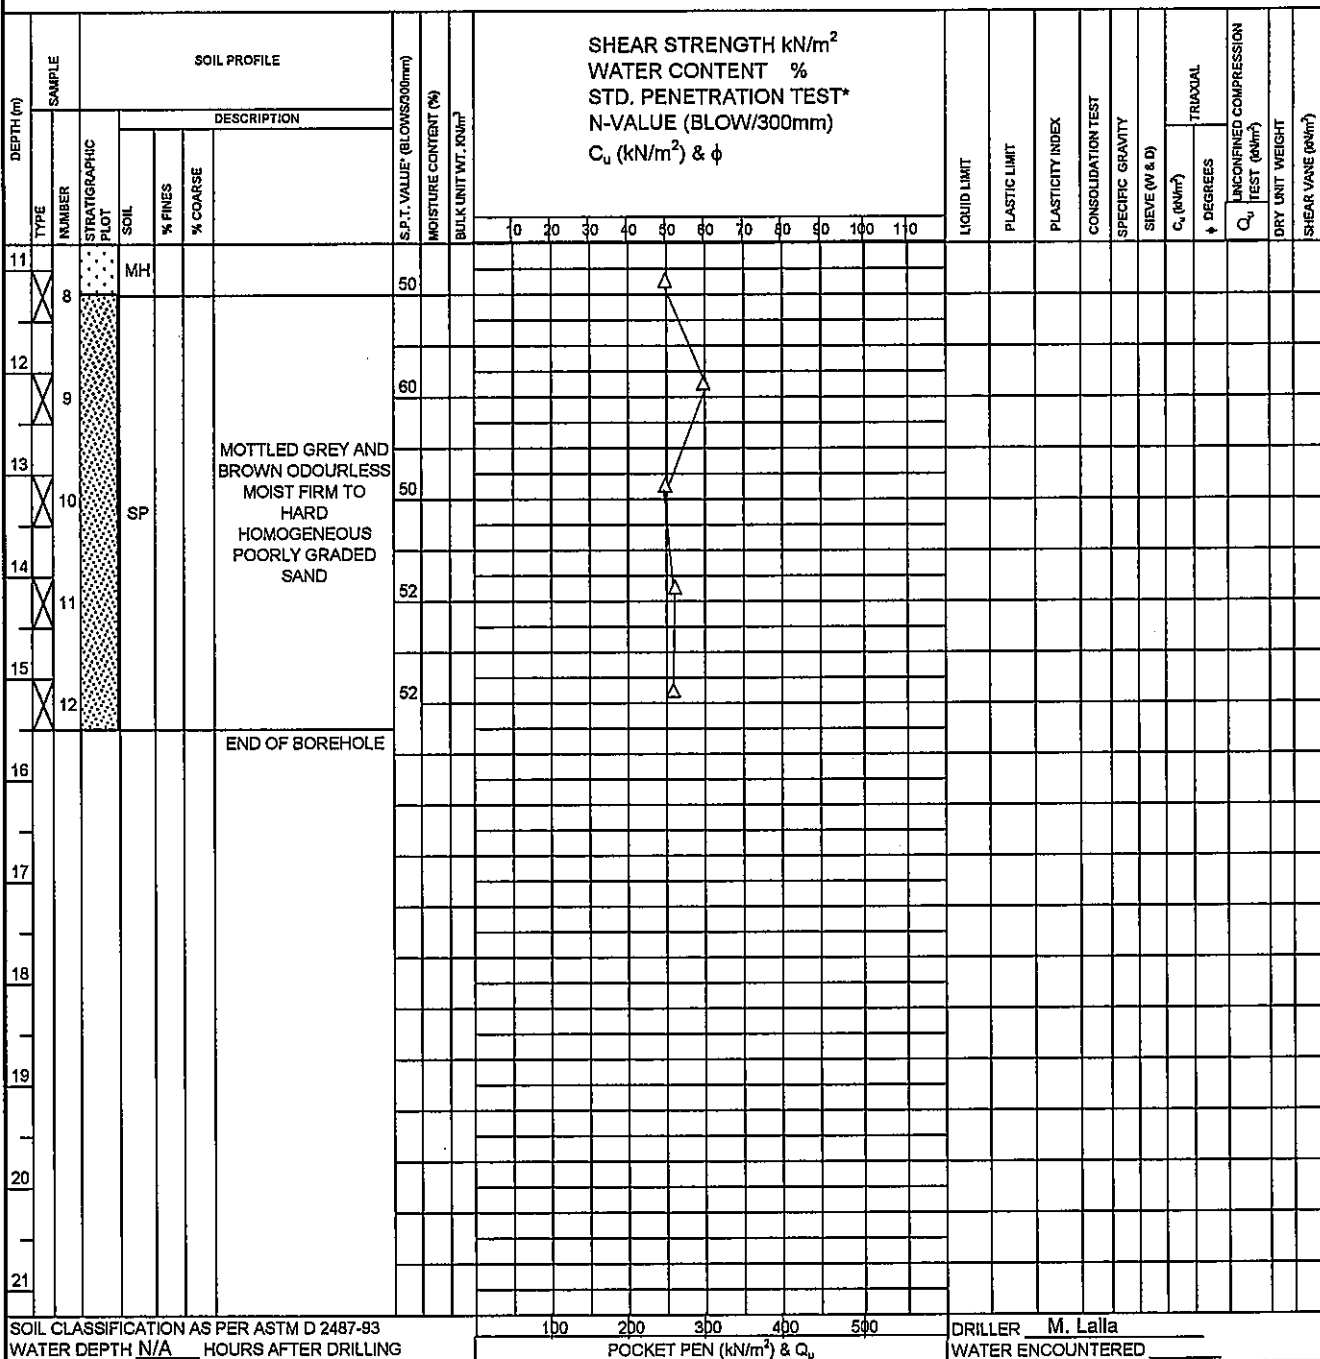 DEPTH (m)
SAMPLE
TYPE
NUMBER
SOIL PROFILE
STRATIGRAPHIC
PLOT
DESCRIPTION
SOIL
% FINES
% COARSE
S.P.T. VALUE* (BLOWS/300mm)
MOISTURE CONTENT (%)
BULK UNIT WT. KN/m³
SHEAR STRENGTH kN/m²
WATER CONTENT %
STD. PENETRATION TEST*
N-VALUE (BLOW/300mm)
Cᵤ (kN/m²) & ϕ
10 20 30 40 50 60 70 80 90 100 110
LIQUID LIMIT
PLASTIC LIMIT
PLASTICITY INDEX
CONSOLIDATION TEST
SPECIFIC GRAVITY
SIEVE (W & D)
TRIAXIAL
Cᵤ (kN/m²)
ϕ DEGREES
UNCONFINED COMPRESSION
TEST (kN/m²)
Qᵤ
DRY UNIT WEIGHT
SHEAR VANE (kN/m²)
11
MH
8
50
12
9
60
MOTTLED GREY AND
BROWN ODOURLESS
MOIST FIRM TO
HARD
HOMOGENEOUS
POORLY GRADED
SAND
13
10
SP
50
14
11
52
15
12
52
END OF BOREHOLE
16
17
18
19
20
21
SOIL CLASSIFICATION AS PER ASTM D 2487-93
WATER DEPTH N/A HOURS AFTER DRILLING
100 200 300 400 500
POCKET PEN (kN/m²) & Qᵤ
DRILLER M. Lalla
WATER ENCOUNTERED